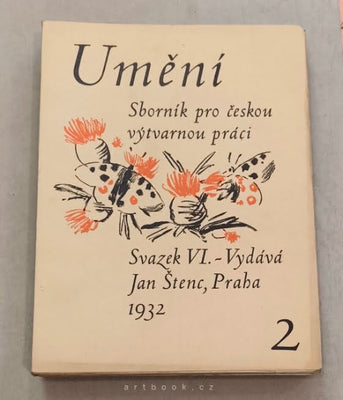 Umění
Sborník pro českou
výtvarnou práci
Svazek VI.-Vydává
Jan Štenc, Praha
1932
2
artbook.cz